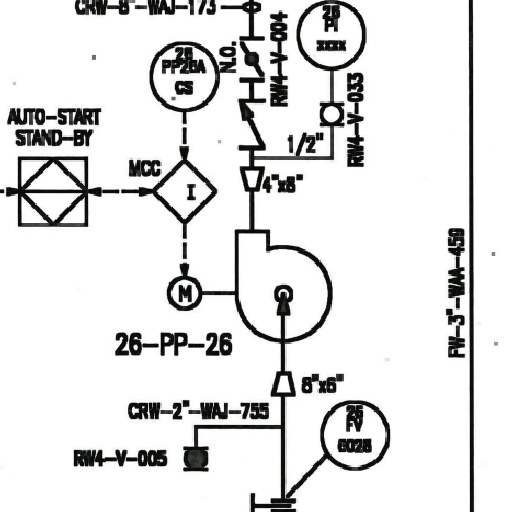 CRW-8"-WAJ-173
26
PI
xxxx
26
PP26A
CS
N.O.
RW4-V-004
RW4-V-033
AUTO-START
STAND-BY
MCC
I
1/2"
4"x8"
M
26-PP-26
FW-3"-WAA-459
8"x6"
CRW-2"-WAJ-755
RW4-V-005
26
FV